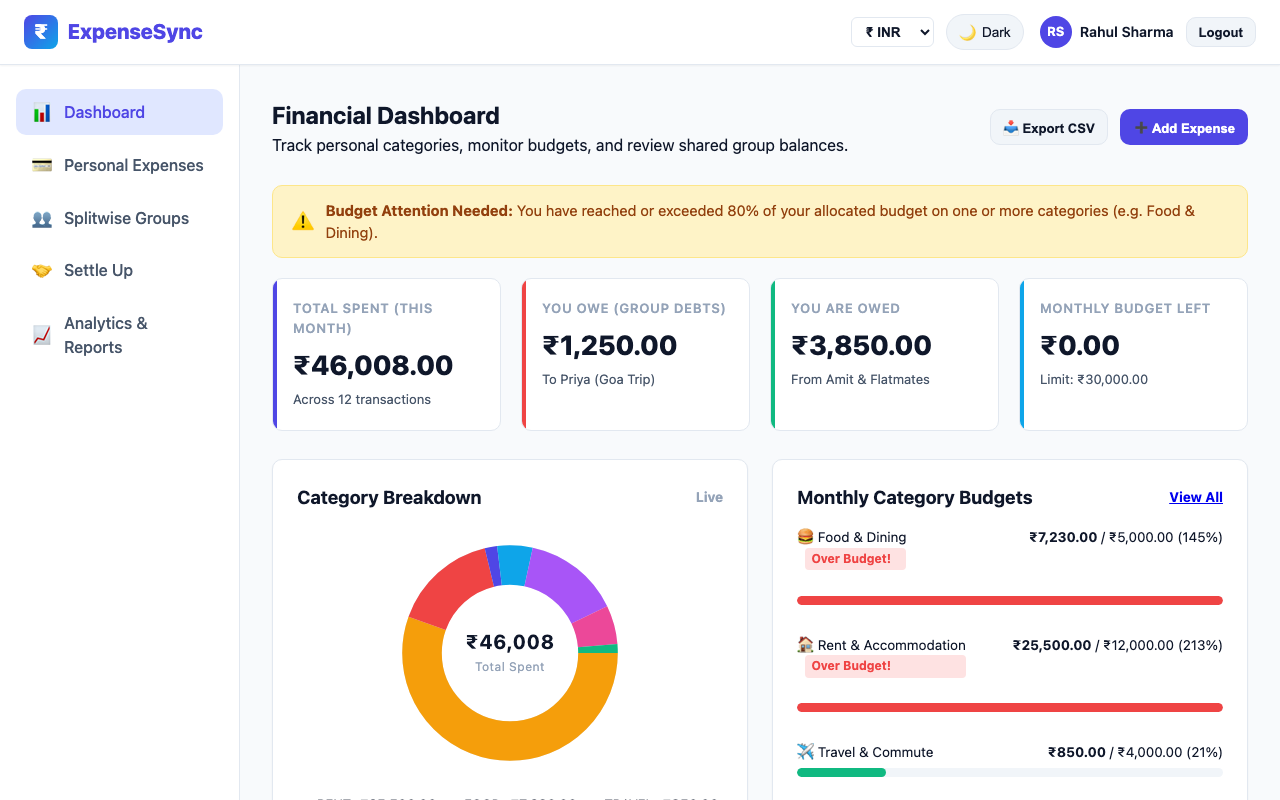 ₹ ExpenseSync
₹ INR
Dark
RS Rahul Sharma
Logout
Dashboard
Personal Expenses
Splitwise Groups
Settle Up
Analytics &
Reports
Financial Dashboard
Track personal categories, monitor budgets, and review shared group balances.
Export CSV
Add Expense
Budget Attention Needed: You have reached or exceeded 80% of your allocated budget on one or more categories (e.g. Food &
Dining).
TOTAL SPENT (THIS
MONTH)
₹46,008.00
Across 12 transactions
YOU OWE (GROUP DEBTS)
₹1,250.00
To Priya (Goa Trip)
YOU ARE OWED
₹3,850.00
From Amit & Flatmates
MONTHLY BUDGET LEFT
₹0.00
Limit: ₹30,000.00
Category Breakdown
Live
₹46,008
Total Spent
Monthly Category Budgets
View All
Food & Dining
₹7,230.00 / ₹5,000.00 (145%)
Over Budget!
Rent & Accommodation
₹25,500.00 / ₹12,000.00 (213%)
Over Budget!
Travel & Commute
₹850.00 / ₹4,000.00 (21%)